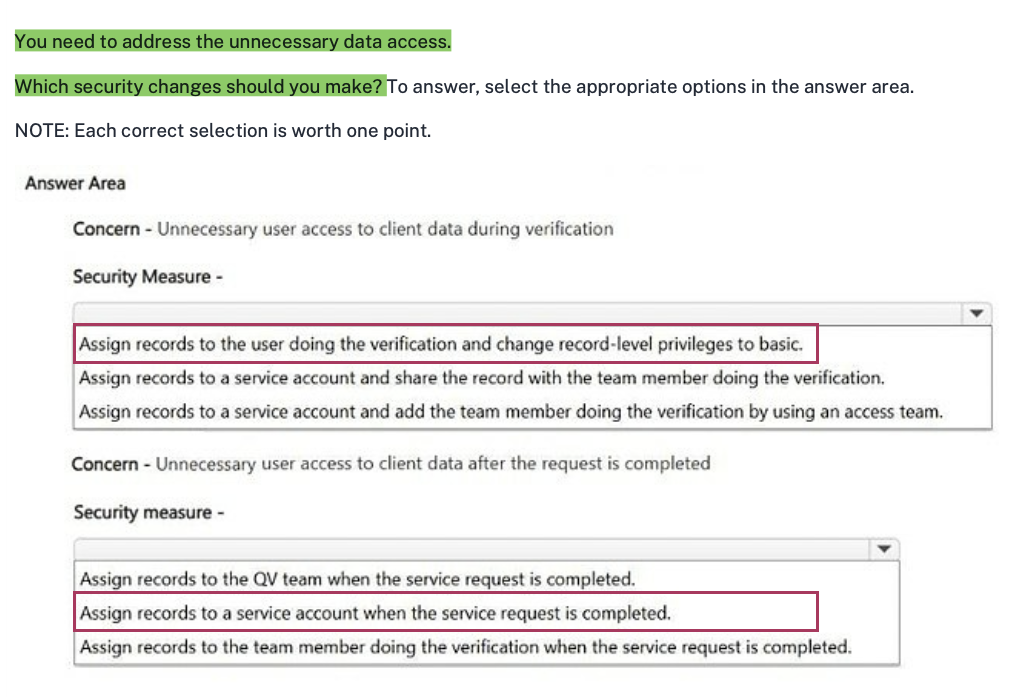 You need to address the unnecessary data access.
Which security changes should you make? To answer, select the appropriate options in the answer area.
NOTE: Each correct selection is worth one point.
Answer Area
Concern - Unnecessary user access to client data during verification
Security Measure -
Assign records to the user doing the verification and change record-level privileges to basic.
Assign records to a service account and share the record with the team member doing the verification.
Assign records to a service account and add the team member doing the verification by using an access team.
Concern - Unnecessary user access to client data after the request is completed
Security measure -
Assign records to the QV team when the service request is completed.
Assign records to a service account when the service request is completed.
Assign records to the team member doing the verification when the service request is completed.